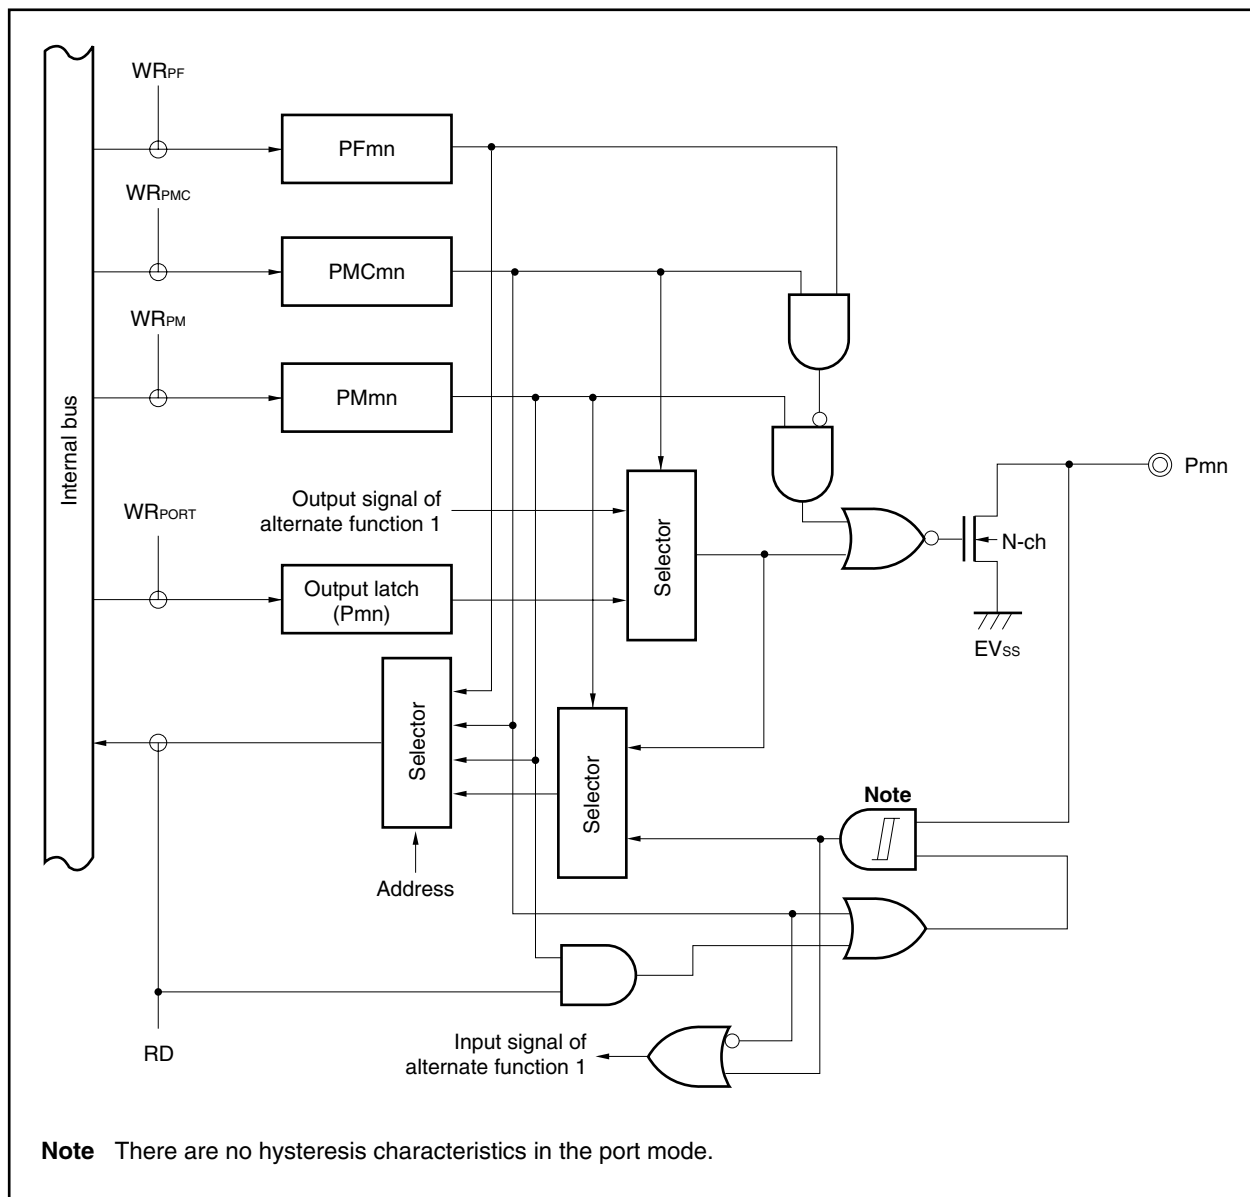 WRPF
PFmn
WRPMC
PMCmn
WRPM
PMmn
Internal bus
WRPORT
Output signal of
alternate function 1
Output latch
(Pmn)
Selector
Pmn
N-ch
EVSS
Selector
Selector
Note
Address
RD
Input signal of
alternate function 1
Note There are no hysteresis characteristics in the port mode.